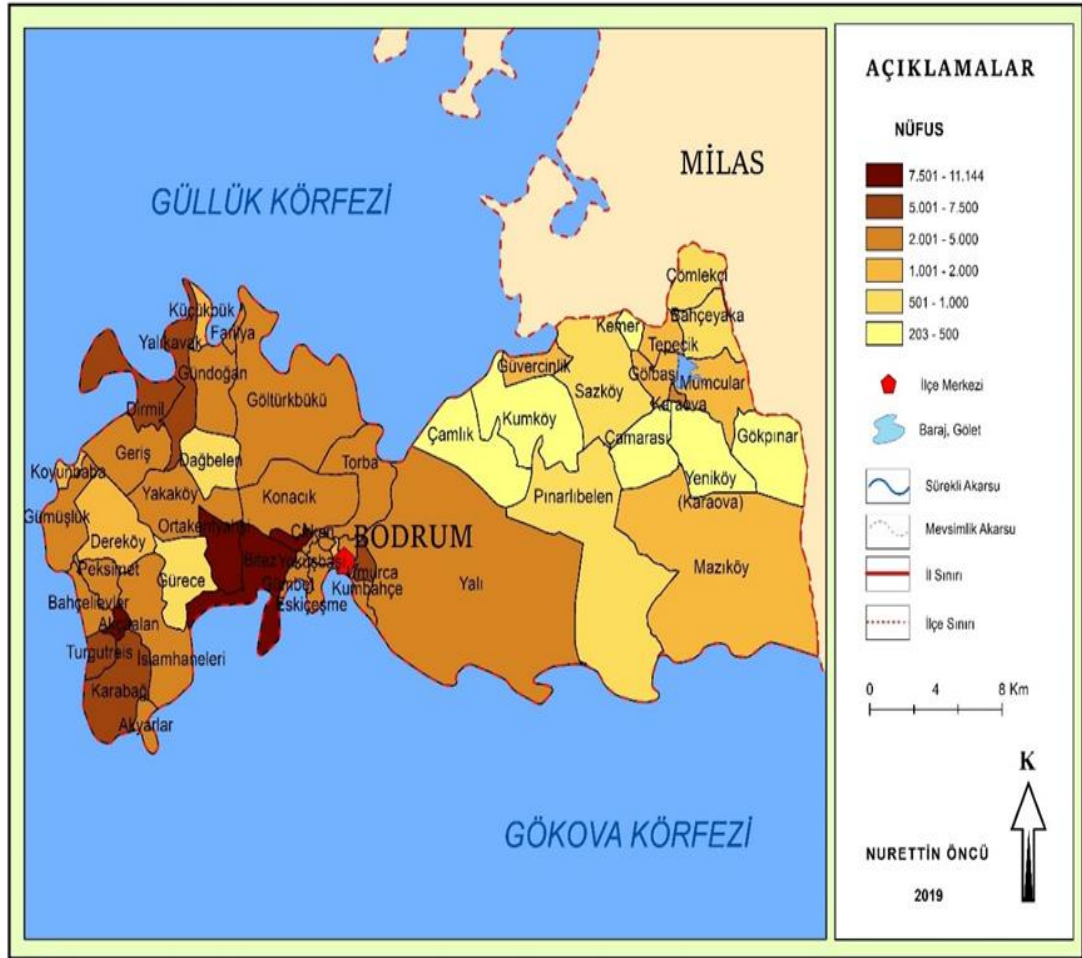 GÜLLÜK KÖRFEZİ
MİLAS
Çömlekçi
Bahçeyaka
Kemer
Tepecik
Küçükbük
Farilya
Yalıkavak
Gündoğan
Güvercinlik
Gölbaşı
Mumcular
Sazköy
Karaova
Dirmil
Göltürkbükü
Geriş
Dağbelen
Çamlık
Kumköy
Çamarası
Gökpınar
Koyunbaba
Torba
Yakaköy
Konacık
Yeniköy
(Karaova)
Pınarlıbelen
Gümüşlük
Dereköy
BODRUM
Mazıköy
Peksimet
Gürece
Bitez
Yalı
Umurca
Gümbet
Kumbahçe
Eskiçeşme
Bahçelievler
Akçaalan
Turgutreis
İslamhaneleri
Karabağ
Akyarlar
GÖKOVA KÖRFEZİ
AÇIKLAMALAR
NÜFUS
7.501 - 11.144
5.001 - 7.500
2.001 - 5.000
1.001 - 2.000
501 - 1.000
203 - 500
İlçe Merkezi
Baraj, Gölet
Sürekli Akarsu
Mevsimlik Akarsu
İl Sınırı
İlçe Sınırı
0 4 8 Km
K
NURETTİN ÖNCÜ
2019